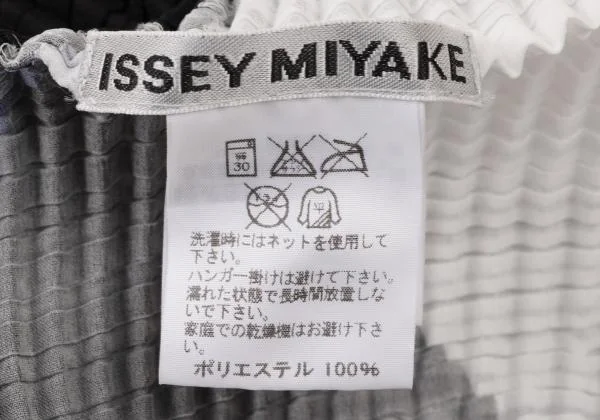 ISSEY MIYAKE
30
洗濯時にはネットを使用して
下さい。
ハンガー掛けは避けて下さい。
濡れた状態で長時間放置しな
いで下さい。
家庭での乾燥機はお避け下さ
い。
ポリエステル 100%